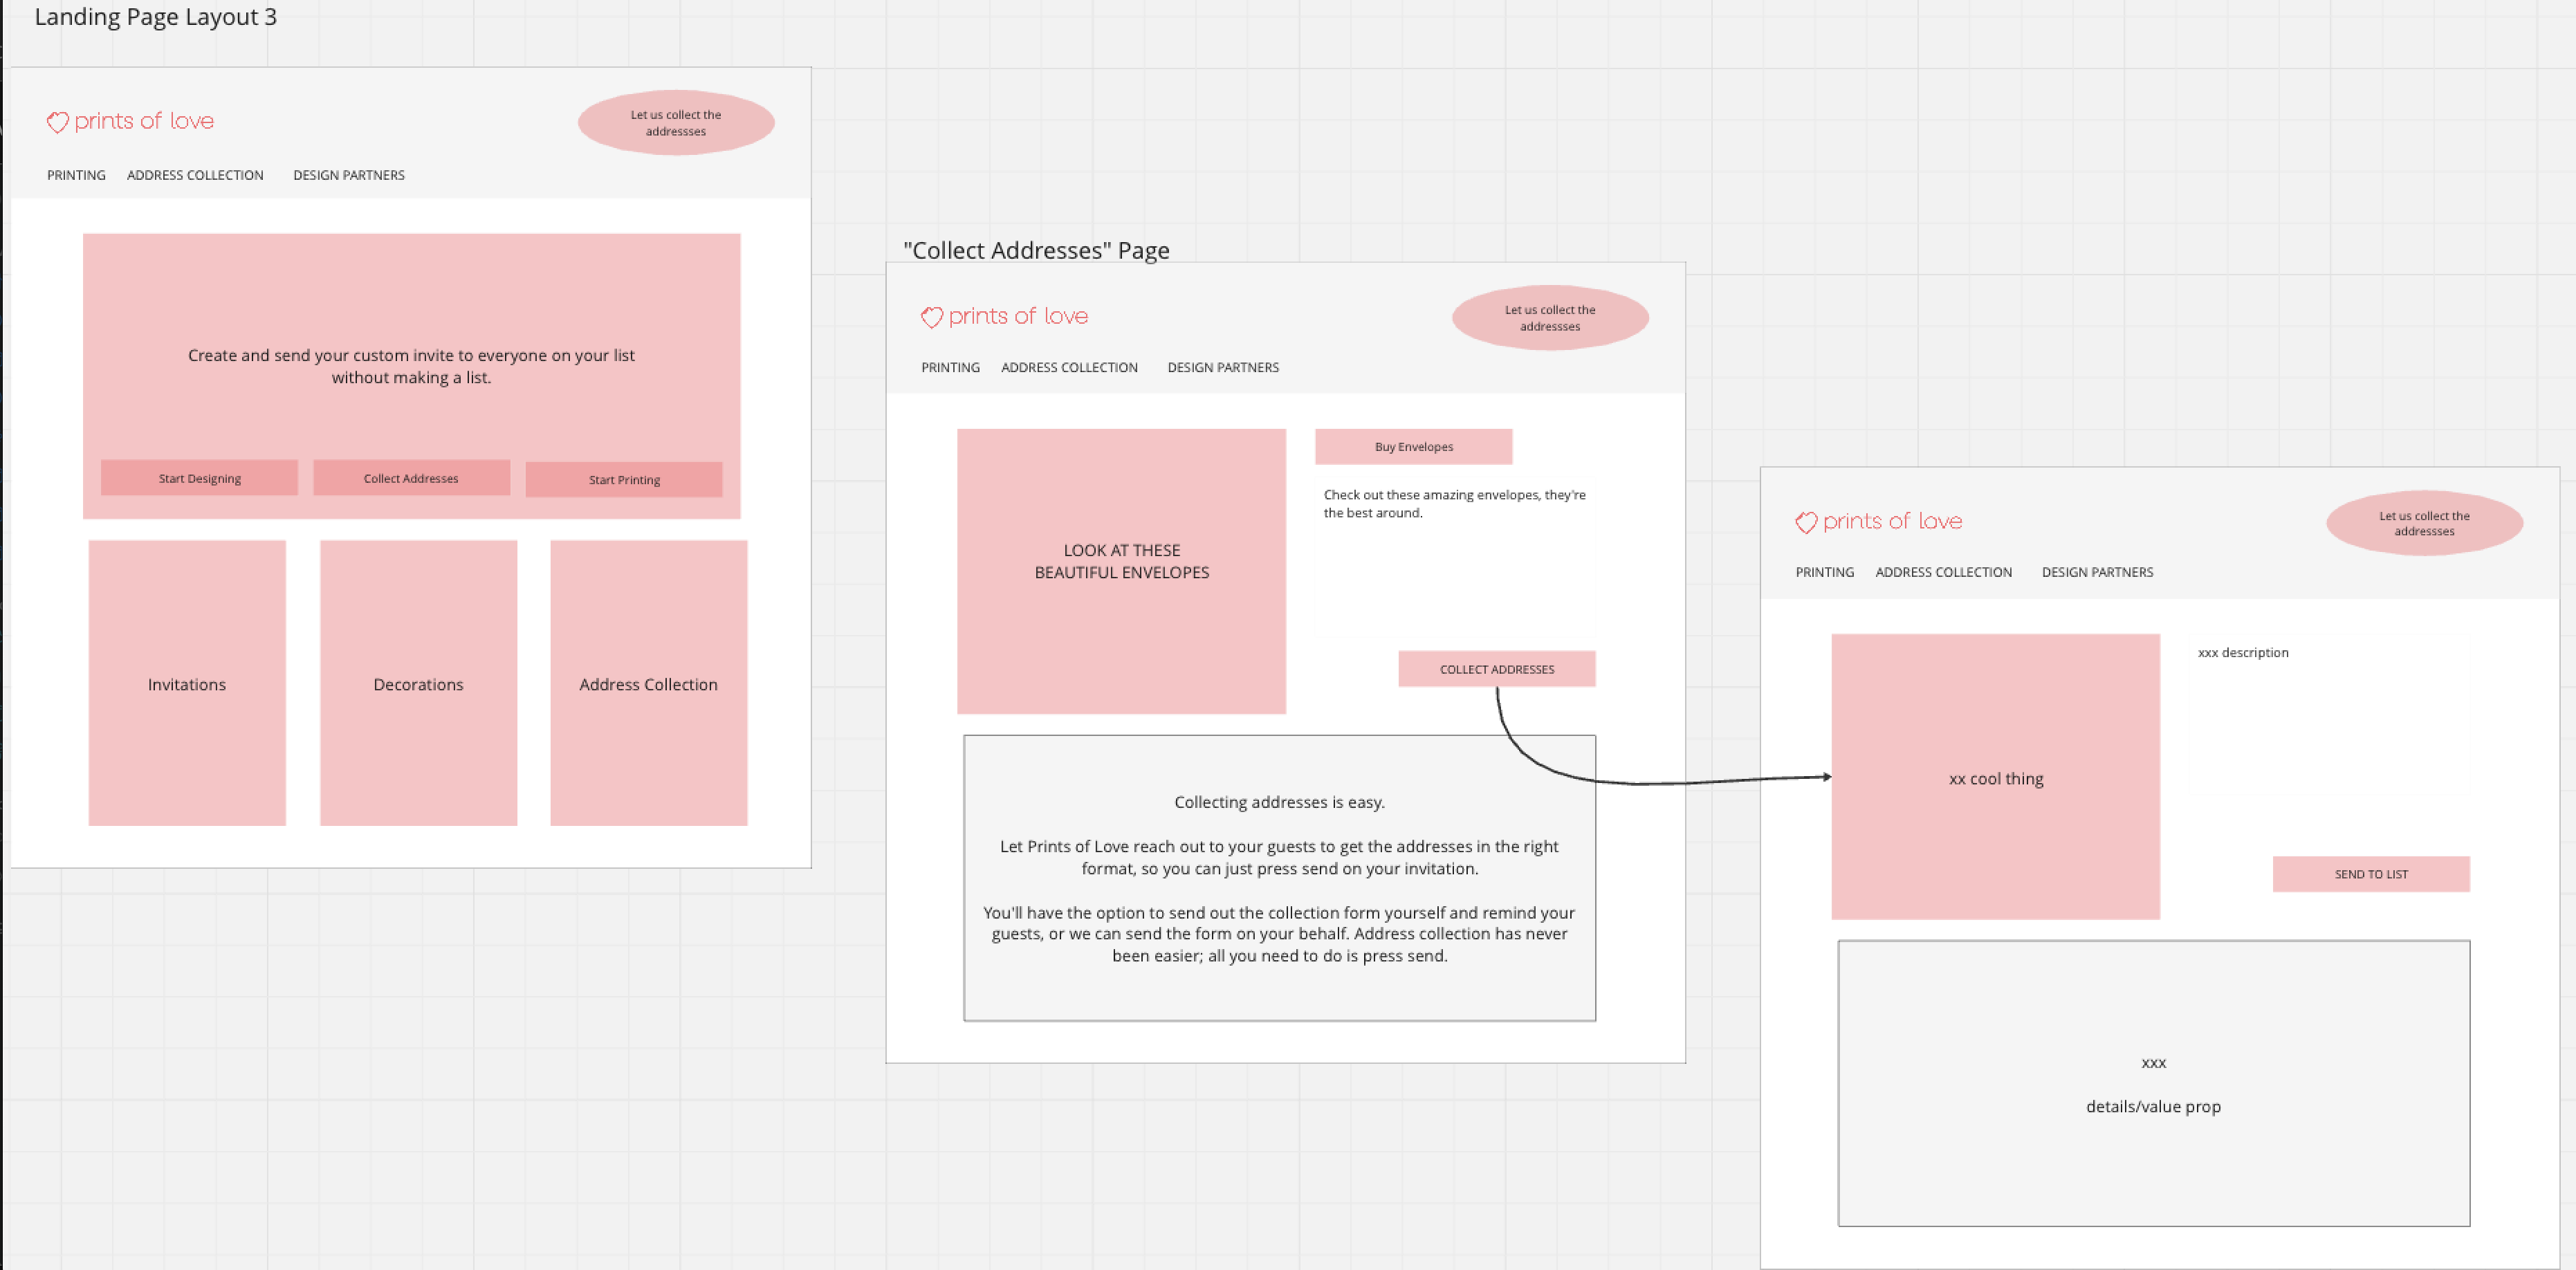 Landing Page Layout 3
prints of love
Let us collect the
addressses
PRINTING ADDRESS COLLECTION DESIGN PARTNERS
Create and send your custom invite to everyone on your list
without making a list.
Start Designing
Collect Addresses
Start Printing
Invitations
Decorations
Address Collection
"Collect Addresses" Page
prints of love
Let us collect the
addressses
PRINTING ADDRESS COLLECTION DESIGN PARTNERS
LOOK AT THESE
BEAUTIFUL ENVELOPES
Buy Envelopes
Check out these amazing envelopes, they're
the best around.
COLLECT ADDRESSES
Collecting addresses is easy.
Let Prints of Love reach out to your guests to get the addresses in the right
format, so you can just press send on your invitation.
You'll have the option to send out the collection form yourself and remind your
guests, or we can send the form on your behalf. Address collection has never
been easier; all you need to do is press send.
prints of love
Let us collect the
addressses
PRINTING ADDRESS COLLECTION DESIGN PARTNERS
xx cool thing
xxx description
SEND TO LIST
xxx
details/value prop